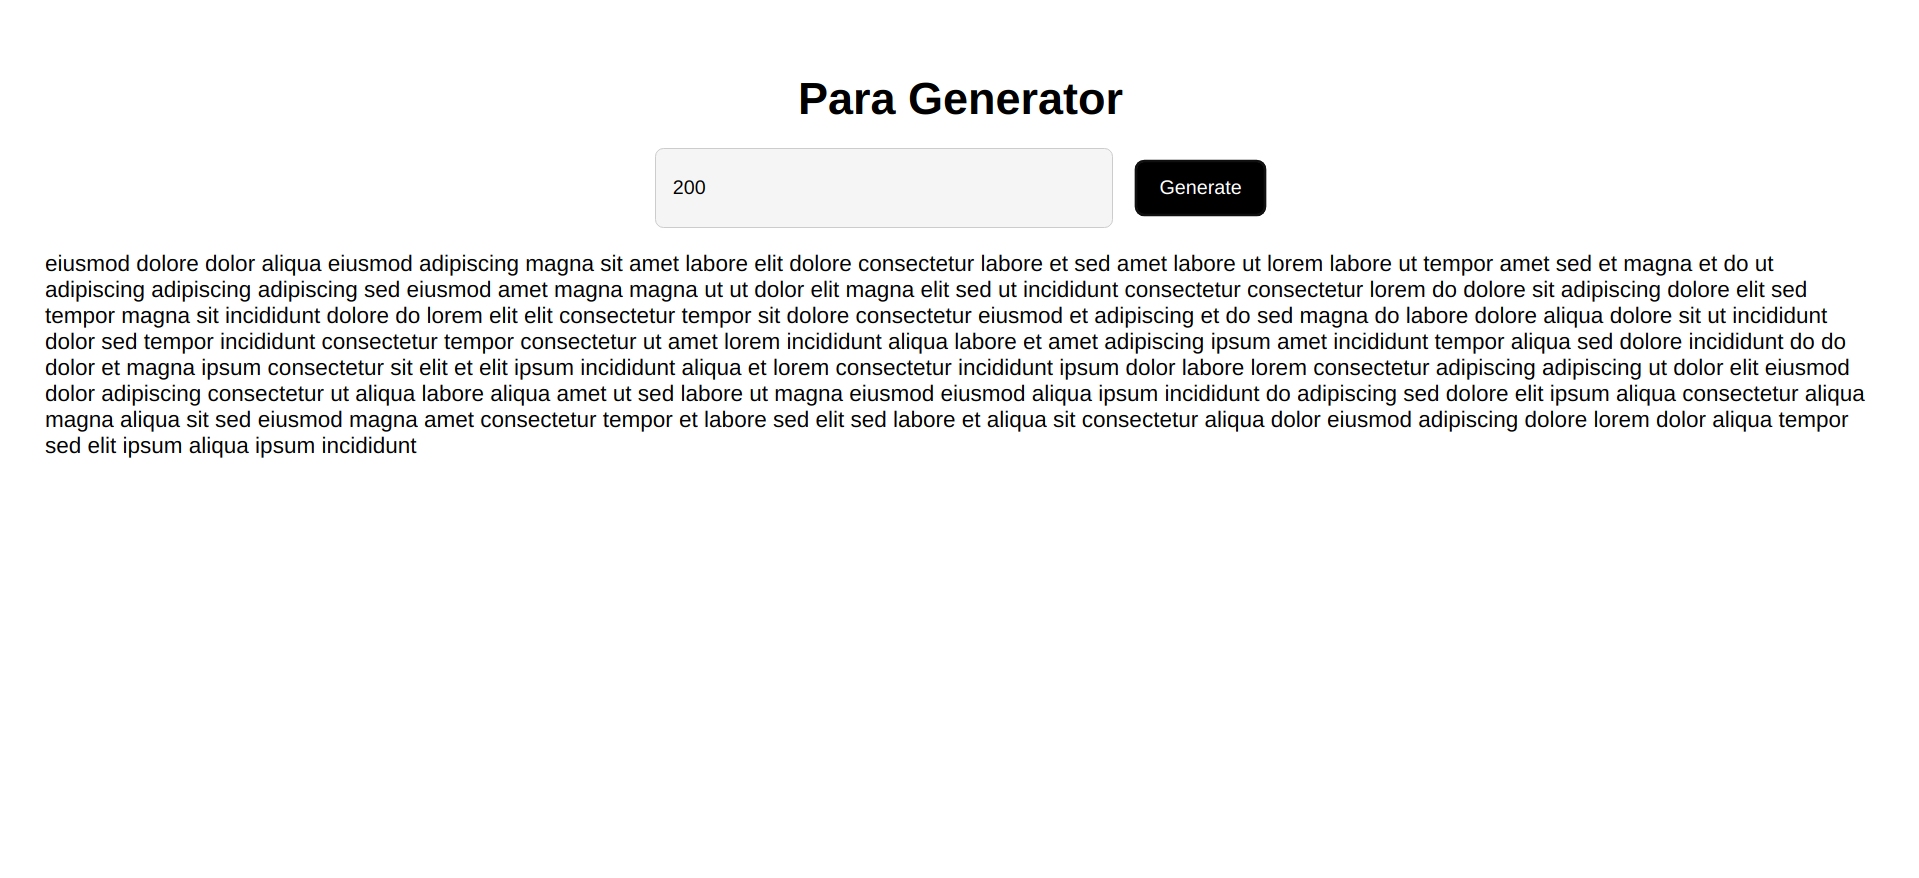 Para Generator
200
Generate
eiusmod dolore dolor aliqua eiusmod adipiscing magna sit amet labore elit dolore consectetur labore et sed amet labore ut lorem labore ut tempor amet sed et magna et do ut
adipiscing adipiscing adipiscing sed eiusmod amet magna magna ut ut dolor elit magna elit sed ut incididunt consectetur consectetur lorem do dolore sit adipiscing dolore elit sed
tempor magna sit incididunt dolore do lorem elit elit consectetur tempor sit dolore consectetur eiusmod et adipiscing et do sed magna do labore dolore aliqua dolore sit ut incididunt
dolor sed tempor incididunt consectetur tempor consectetur ut amet lorem incididunt aliqua labore et amet adipiscing ipsum amet incididunt tempor aliqua sed dolore incididunt do do
dolor et magna ipsum consectetur sit elit et elit ipsum incididunt aliqua et lorem consectetur incididunt ipsum dolor labore lorem consectetur adipiscing adipiscing ut dolor elit eiusmod
dolor adipiscing consectetur ut aliqua labore aliqua amet ut sed labore ut magna eiusmod eiusmod aliqua ipsum incididunt do adipiscing sed dolore elit ipsum aliqua consectetur aliqua
magna aliqua sit sed eiusmod magna amet consectetur tempor et labore sed elit sed labore et aliqua sit consectetur aliqua dolor eiusmod adipiscing dolore lorem dolor aliqua tempor
sed elit ipsum aliqua ipsum incididunt